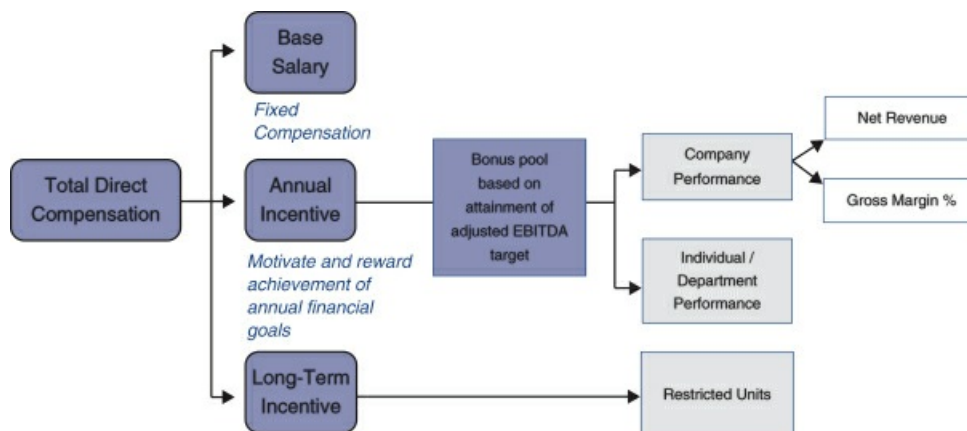 Base
Salary
Fixed
Compensation
Total Direct
Compensation
Annual
Incentive
Motivate and reward
achievement of
annual financial
goals
Long-Term
Incentive
Bonus pool
based on
attainment of
adjusted EBITDA
target
Company
Performance
Net Revenue
Gross Margin %
Individual /
Department
Performance
Restricted Units